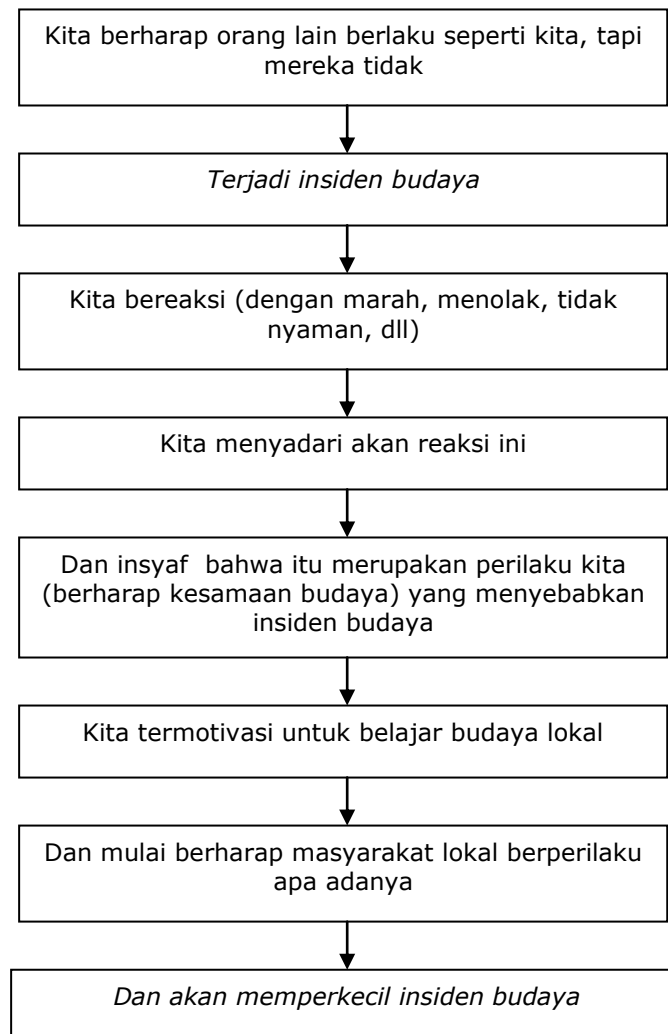 Kita berharap orang lain berlaku seperti kita, tapi
mereka tidak
Terjadi insiden budaya
Kita bereaksi (dengan marah, menolak, tidak
nyaman, dll)
Kita menyadari akan reaksi ini
Dan insyaf  bahwa itu merupakan perilaku kita
(berharap kesamaan budaya) yang menyebabkan
insiden budaya
Kita termotivasi untuk belajar budaya lokal
Dan mulai berharap masyarakat lokal berperilaku
apa adanya
Dan akan memperkecil insiden budaya